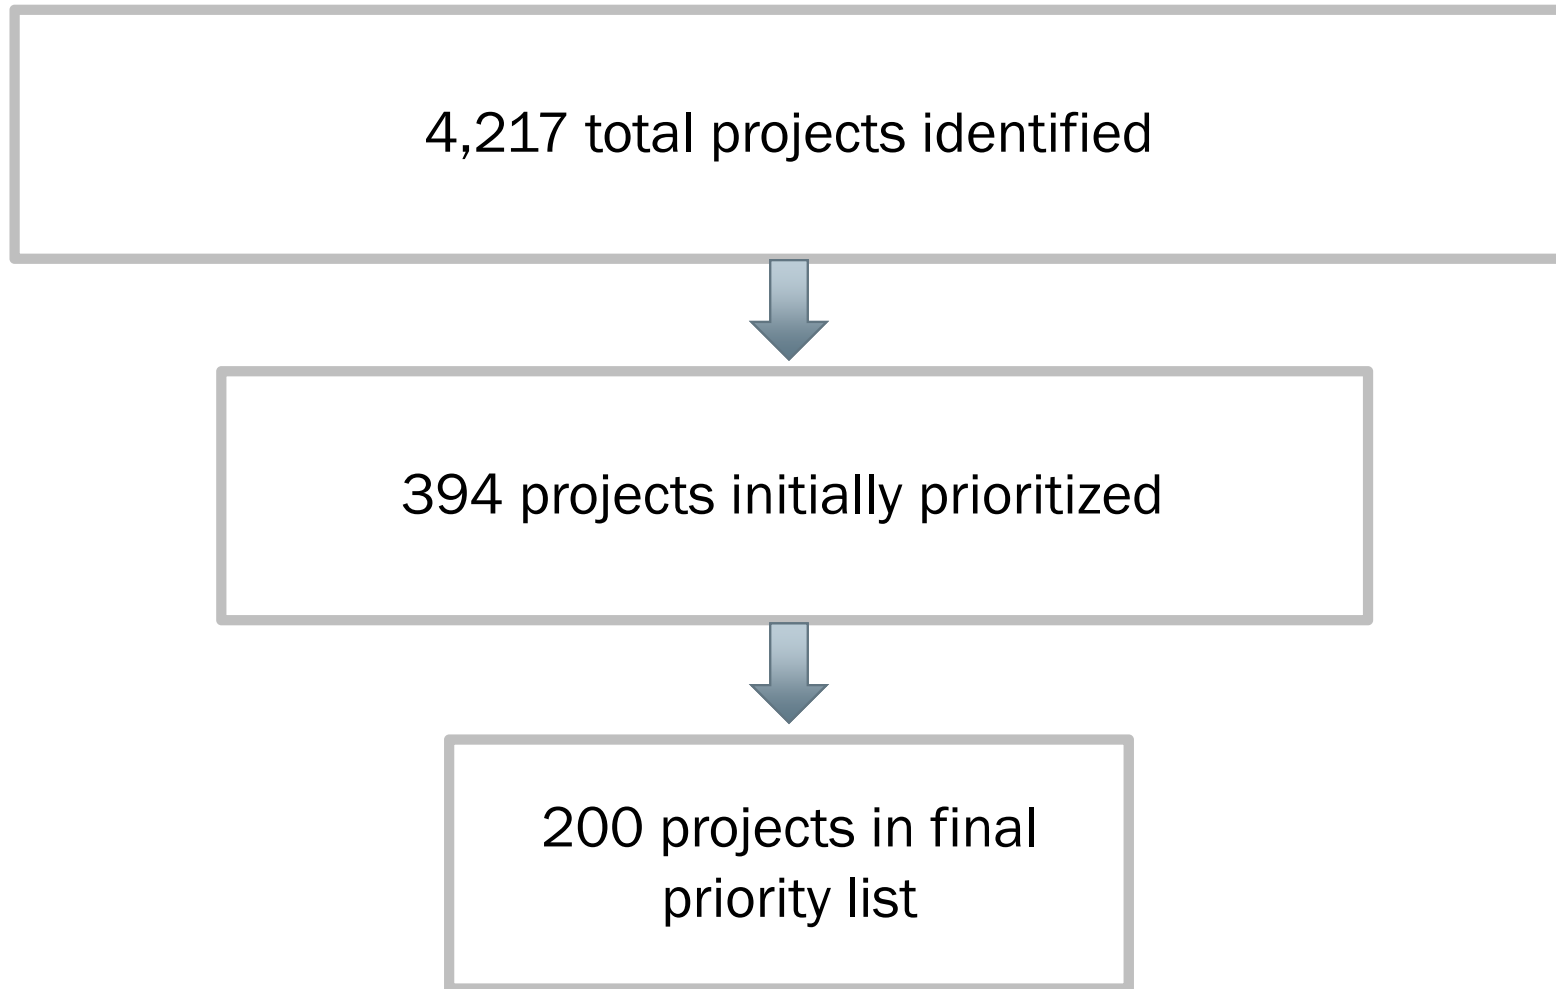 4,217 total projects identified
394 projects initially prioritized
200 projects in final
priority list